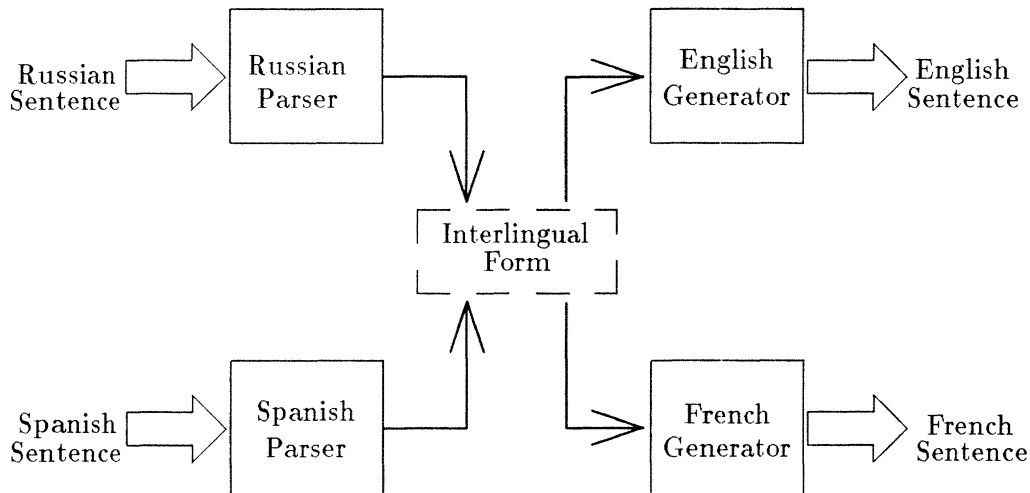 Russian
Sentence
Russian
Parser
English
Generator
English
Sentence
Interlingual
Form
Spanish
Sentence
Spanish
Parser
French
Generator
French
Sentence